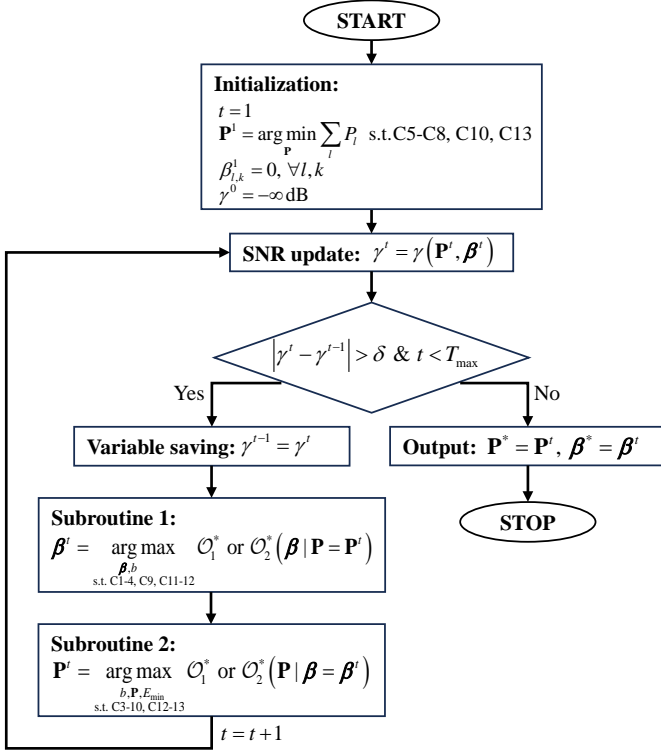 START
Initialization:
t = 1
P¹ = arg min_P ∑_l P_l s.t.C5-C8, C10, C13
β¹_{l,k} = 0, ∀l, k
γ⁰ = −∞ dB
SNR update: γ^t = γ(P^t, β^t)
|γ^t − γ^{t−1}| > δ & t < T_max
Yes
No
Variable saving: γ^{t−1} = γ^t
Output: P* = P^t, β* = β^t
STOP
Subroutine 1:
β^t = arg max 𝒪₁* or 𝒪₂*(β | P = P^t)
β,b
s.t. C1-4, C9, C11-12
Subroutine 2:
P^t = arg max 𝒪₁* or 𝒪₂*(P | β = β^t)
b,P,E_min
s.t. C3-10, C12-13
t = t + 1